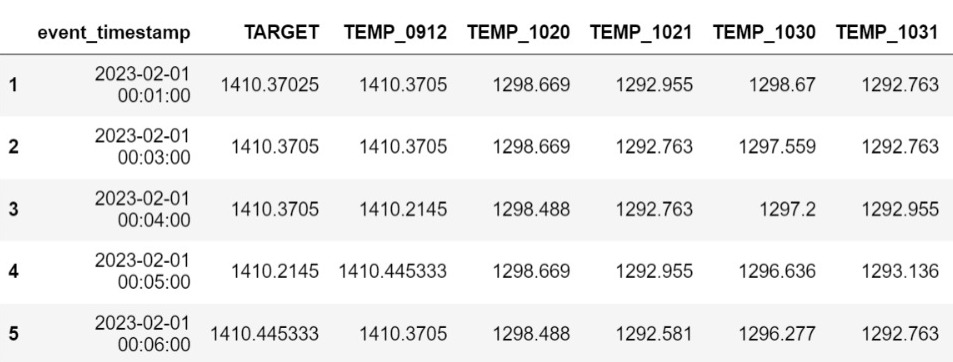 event_timestamp TARGET TEMP_0912 TEMP_1020 TEMP_1021 TEMP_1030 TEMP_1031
1 2023-02-01 00:01:00 1410.37025 1410.3705 1298.669 1292.955 1298.67 1292.763
2 2023-02-01 00:03:00 1410.3705 1410.3705 1298.669 1292.763 1297.559 1292.763
3 2023-02-01 00:04:00 1410.3705 1410.2145 1298.488 1292.763 1297.2 1292.955
4 2023-02-01 00:05:00 1410.2145 1410.445333 1298.669 1292.955 1296.636 1293.136
5 2023-02-01 00:06:00 1410.445333 1410.3705 1298.488 1292.581 1296.277 1292.763